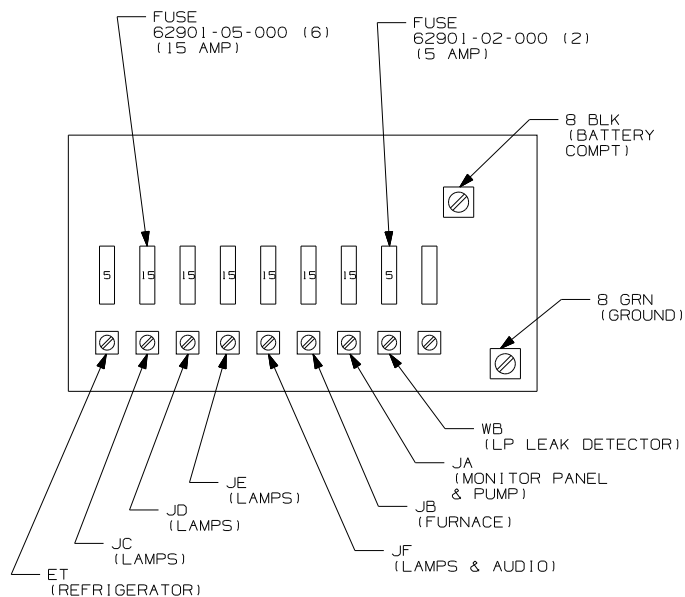 FUSE
62901-05-000 (6)
(15 AMP)
FUSE
62901-02-000 (2)
(5 AMP)
8 BLK
(BATTERY
COMPT)
5 15 15 15 15 15 15 5
8 GRN
(GROUND)
WB
(LP LEAK DETECTOR)
JA
(MONITOR PANEL
& PUMP)
JE
(LAMPS)
JB
(FURNACE)
JD
(LAMPS)
JC
(LAMPS)
JF
(LAMPS & AUDIO)
ET
(REFRIGERATOR)